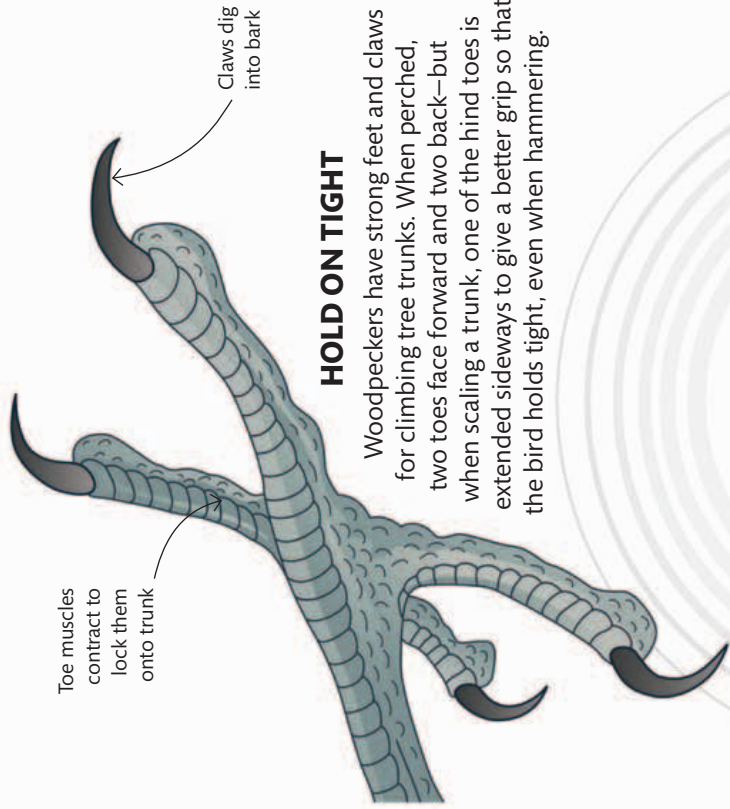 Claws dig
into bark
Toe muscles
contract to
lock them
onto trunk
HOLD ON TIGHT
Woodpeckers have strong feet and claws
for climbing tree trunks. When perched,
two toes face forward and two back—but
when scaling a trunk, one of the hind toes is
extended sideways to give a better grip so that
the bird holds tight, even when hammering.